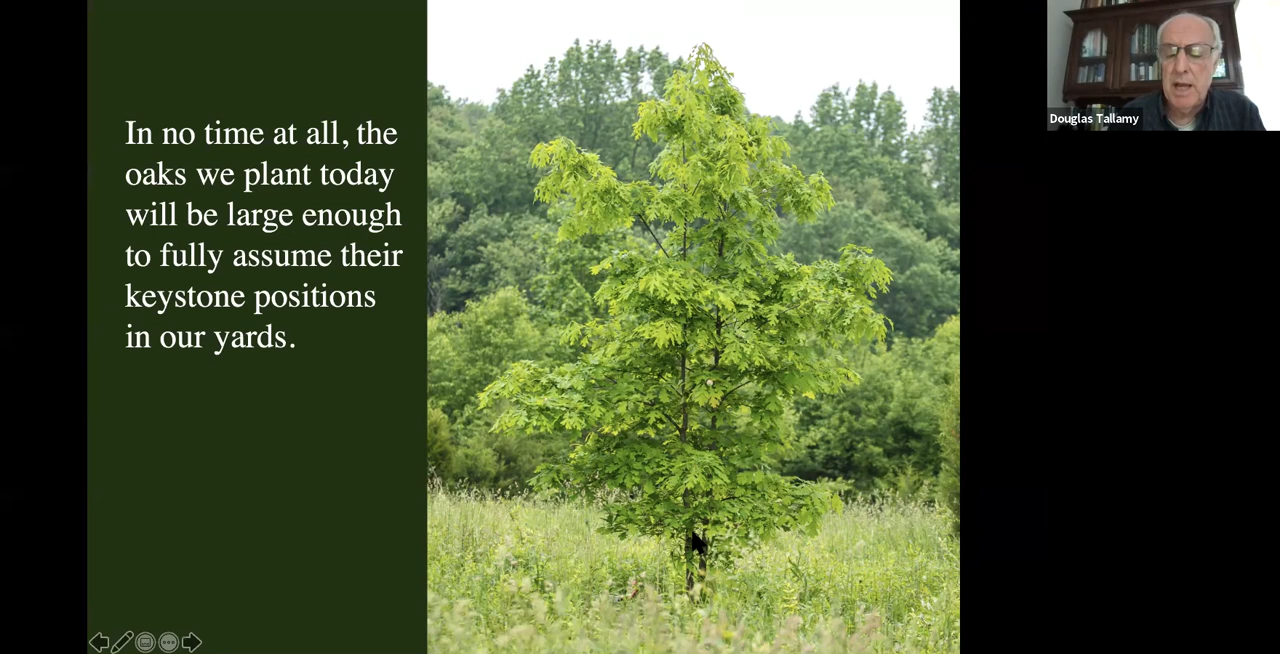 In no time at all, the
oaks we plant today
will be large enough
to fully assume their
keystone positions
in our yards.
Douglas Tallamy